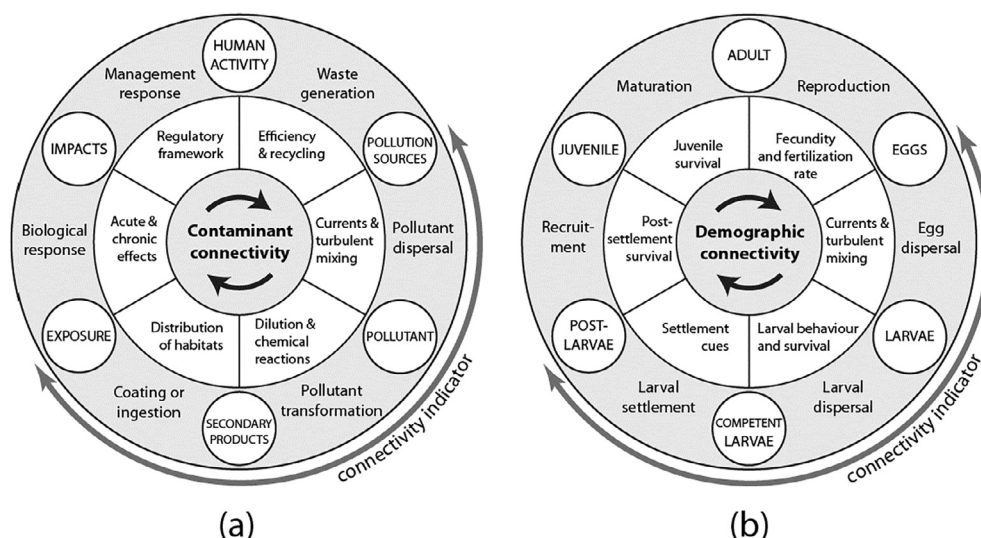 HUMAN
ACTIVITY
Management
response
Waste
generation
IMPACTS
Regulatory
framework
Efficiency
& recycling
POLLUTION
SOURCES
Biological
response
Acute &
chronic
effects
Contaminant
connectivity
Currents &
turbulent
mixing
Pollutant
dispersal
EXPOSURE
Distribution
of habitats
Dilution &
chemical
reactions
POLLUTANT
Coating or
ingestion
Pollutant
transformation
SECONDARY
PRODUCTS
connectivity indicator
(a)
ADULT
Maturation
Reproduction
JUVENILE
Juvenile
survival
Fecundity
and fertilization
rate
EGGS
Recruit-
ment
Post-
settlement
survival
Demographic
connectivity
Currents &
turbulent
mixing
Egg
dispersal
POST-
LARVAE
Settlement
cues
Larval behaviour
and survival
LARVAE
Larval
settlement
Larval
dispersal
COMPETENT
LARVAE
connectivity indicator
(b)